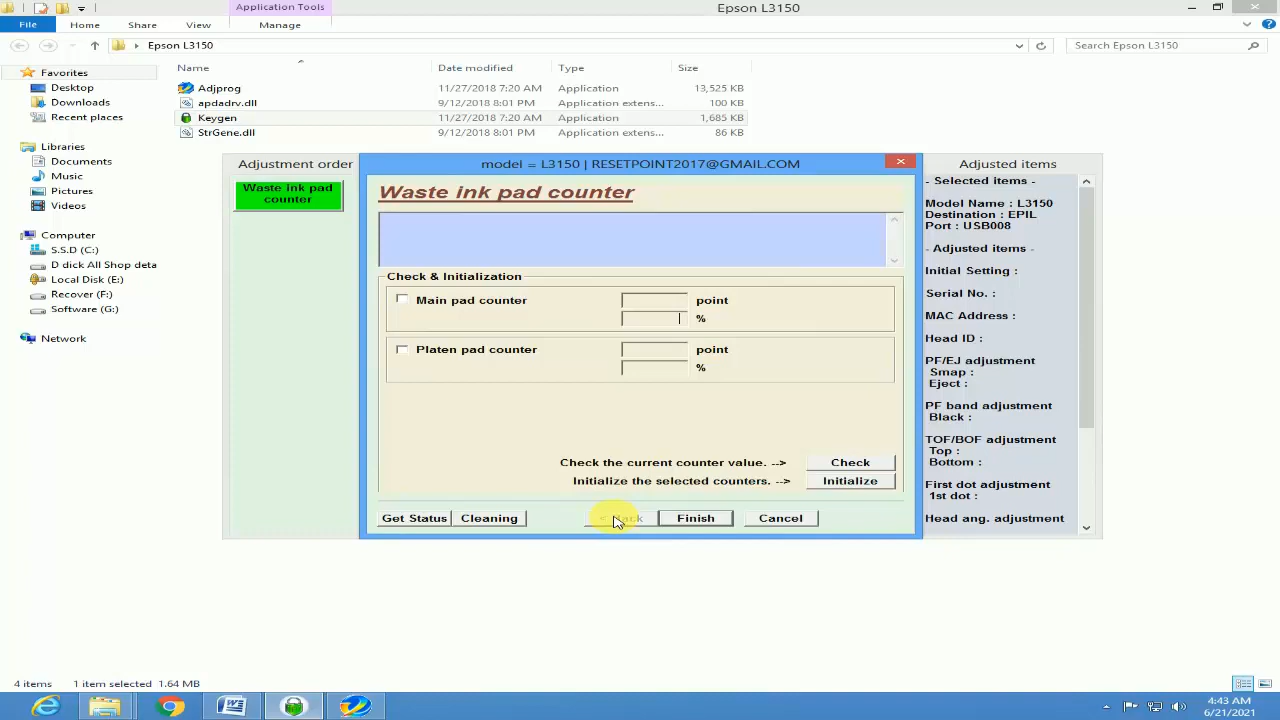 Application Tools
Epson L3150
File
Home
Share
View
Manage
Epson L3150
Search Epson L3150
Favorites
Desktop
Downloads
Recent places
Libraries
Documents
Music
Pictures
Videos
Computer
S.S.D (C:)
D dick All Shop deta
Local Disk (E:)
Recover (F:)
Software (G:)
Network
Name
Date modified
Type
Size
Adjprog
11/27/2018 7:20 AM
Application
13,525 KB
apdadrv.dll
9/12/2018 8:01 PM
Application extens...
100 KB
Keygen
11/27/2018 7:20 AM
Application
1,685 KB
StrGene.dll
9/12/2018 8:01 PM
Application extens...
86 KB
Adjustment order
Waste ink pad
counter
model = L3150 | RESETPOINT2017@GMAIL.COM
Waste ink pad counter
Check & Initialization
Main pad counter
point
%
Platen pad counter
point
%
Check the current counter value. -->
Check
Initialize the selected counters. -->
Initialize
Get Status
Cleaning
Finish
Cancel
Adjusted items
- Selected items -
Model Name : L3150
Destination : EPIL
Port : USB008
- Adjusted items -
Initial Setting :
Serial No. :
MAC Address :
Head ID :
PF/EJ adjustment
Smap :
Eject :
PF band adjustment
Black :
TOF/BOF adjustment
Top :
Bottom :
First dot adjustment
1st dot :
Head ang. adjustment
4 items
1 item selected 1.64 MB
4:43 AM
6/21/2021